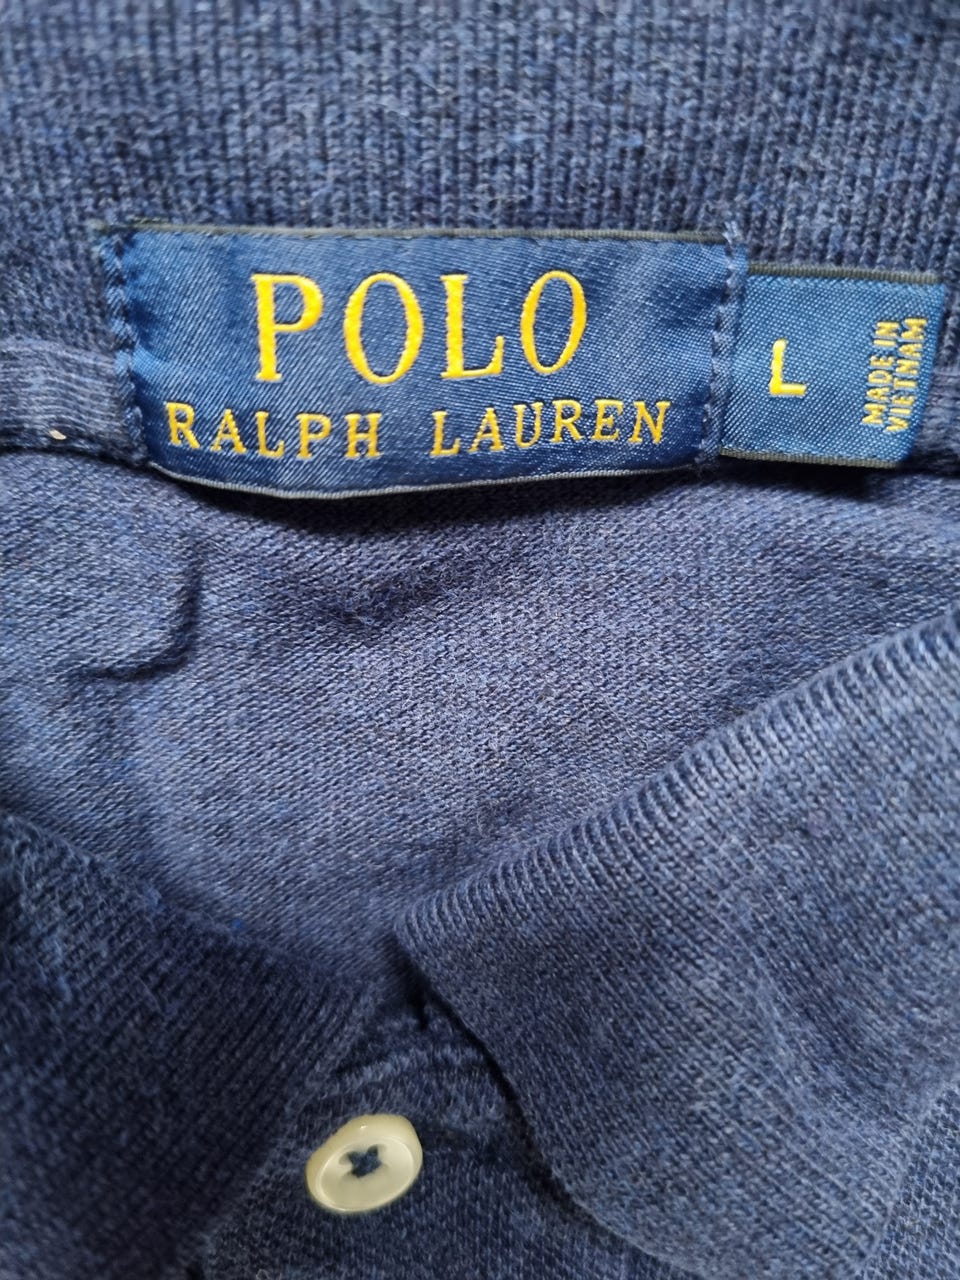 POLO
RALPH LAUREN
L
MADE IN
VIETNAM